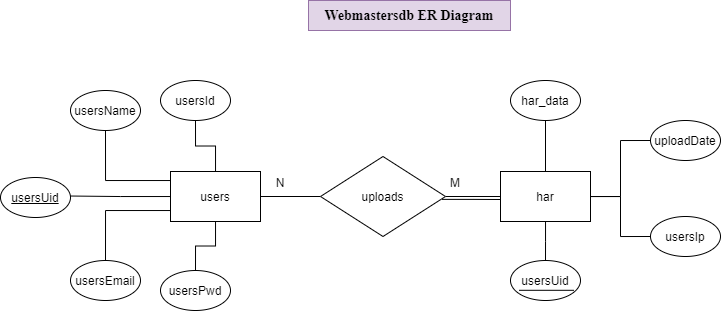 Webmastersdb ER Diagram
usersId
har_data
usersName
uploadDate
N
M
usersUid
users
uploads
har
usersIp
usersEmail
usersPwd
usersUid